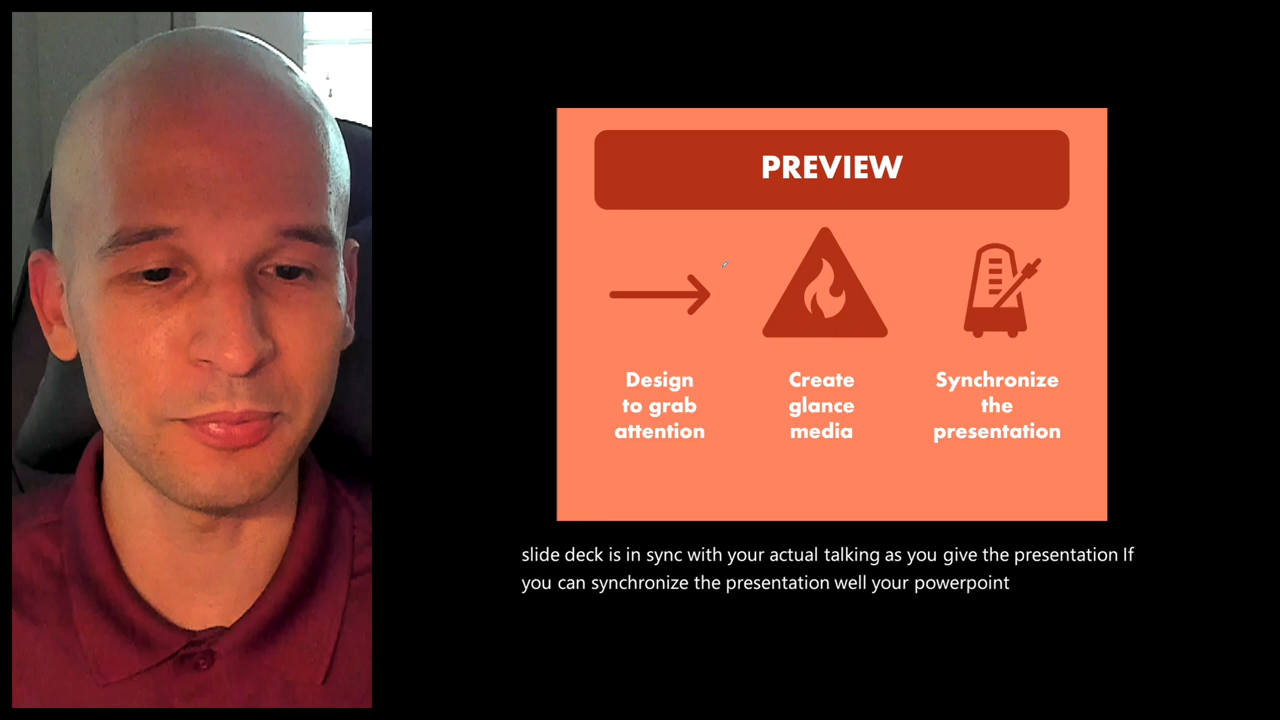 PREVIEW
Design
to grab
attention
Create
glance
media
Synchronize
the
presentation
slide deck is in sync with your actual talking as you give the presentation If
you can synchronize the presentation well your powerpoint